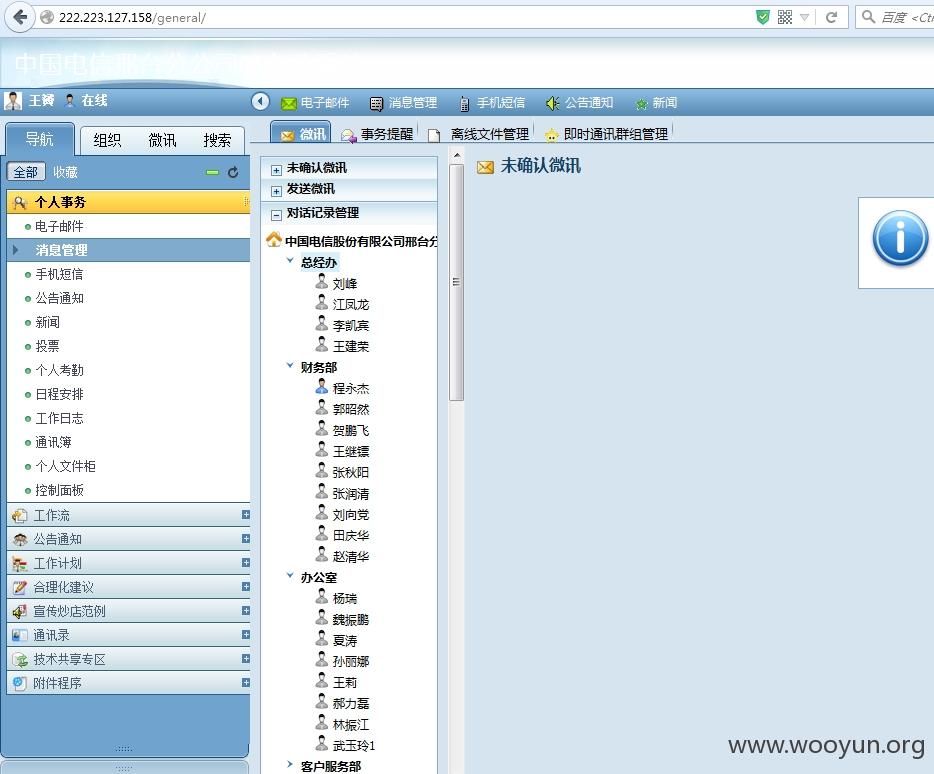 222.223.127.158/general/
百度 <Ct
中国电信邢台分公司
王赟 在线
电子邮件 消息管理 手机短信 公告通知 新闻
导航 组织 微讯 搜索
微讯 事务提醒 离线文件管理 即时通讯群组管理
全部 收藏
个人事务
电子邮件
消息管理
手机短信
公告通知
新闻
投票
个人考勤
日程安排
工作日志
通讯簿
个人文件柜
控制面板
工作流
公告通知
工作计划
合理化建议
宣传炒店范例
通讯录
技术共享专区
附件程序
未确认微讯
发送微讯
对话记录管理
中国电信股份有限公司邢台分
总经办
刘峰
江凤龙
李凯宾
王建荣
财务部
程永杰
郭昭然
贺鹏飞
王继镖
张秋阳
张润清
刘向党
田庆华
赵清华
办公室
杨瑞
魏振鹏
夏涛
孙丽娜
王莉
郝力磊
林振江
武玉玲1
客户服务部
未确认微讯
www.wooyun.org